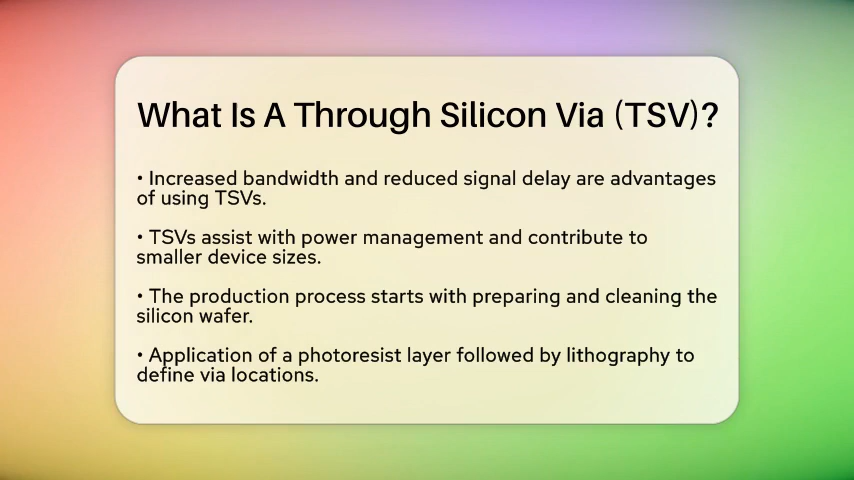 What Is A Through Silicon Via (TSV)?
• Increased bandwidth and reduced signal delay are advantages
of using TSVs.
• TSVs assist with power management and contribute to
smaller device sizes.
• The production process starts with preparing and cleaning the
silicon wafer.
• Application of a photoresist layer followed by lithography to
define via locations.